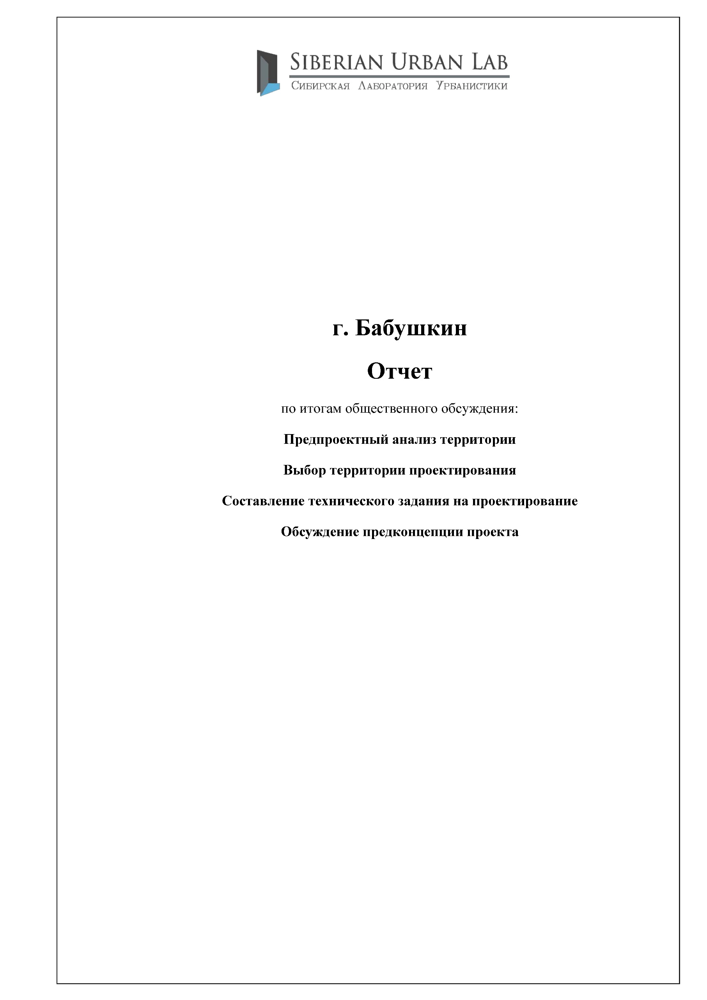 SIBERIAN URBAN LAB
СИБИРСКАЯ ЛАБОРАТОРИЯ УРБАНИСТИКИ
г. Бабушкин
Отчет
по итогам общественного обсуждения:
Предпроектный анализ территории
Выбор территории проектирования
Составление технического задания на проектирование
Обсуждение предконцепции проекта